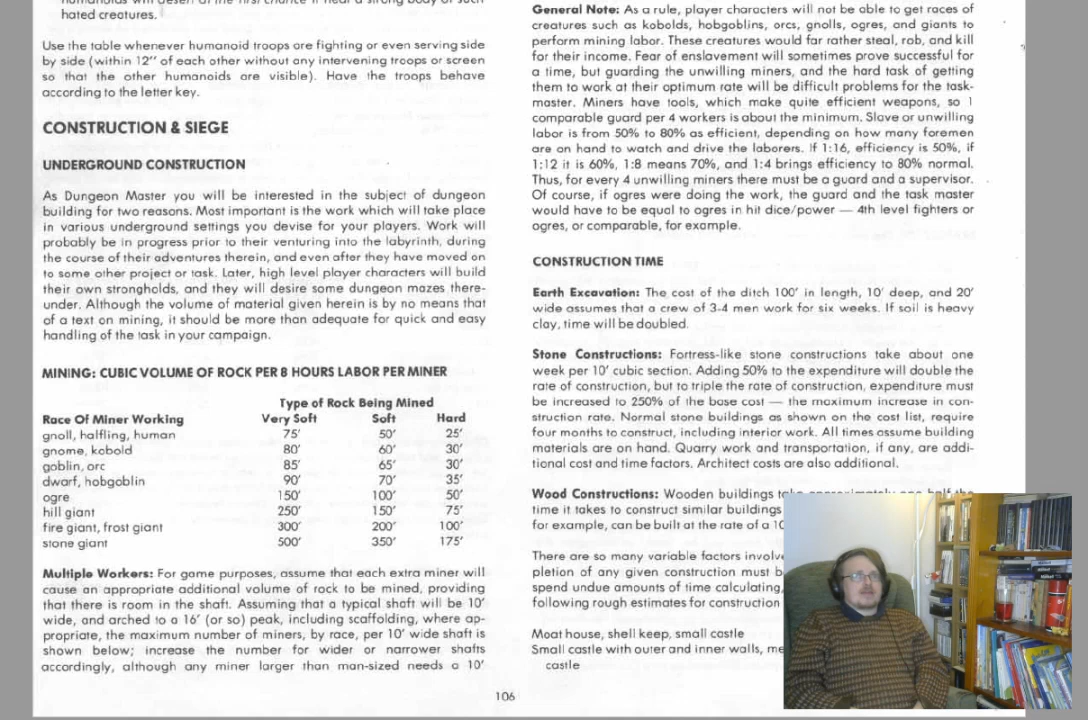 hated creatures.
Use the table whenever humanoid troops are fighting or even serving side
by side (within 12″ of each other without any intervening troops or screen
so that the other humanoids are visible). Have the troops behave
according to the letter key.
CONSTRUCTION & SIEGE
UNDERGROUND CONSTRUCTION
As Dungeon Master you will be interested in the subject of dungeon
building for two reasons. Most important is the work which will take place
in various underground settings you devise for your players. Work will
probably be in progress prior to their venturing into the labyrinth, during
the course of their adventures therein, and even after they have moved on
to some other project or task. Later, high level player characters will build
their own strongholds, and they will desire some dungeon mazes there-
under. Although the volume of material given herein is by no means that
of a text on mining, it should be more than adequate for quick and easy
handling of the task in your campaign.
MINING: CUBIC VOLUME OF ROCK PER 8 HOURS LABOR PER MINER
Type of Rock Being Mined
Race Of Miner Working Very Soft Soft Hard
gnoll, halfling, human 75′ 50′ 25′
gnome, kobold 80′ 60′ 30′
goblin, orc 85′ 65′ 30′
dwarf, hobgoblin 90′ 70′ 35′
ogre 150′ 100′ 50′
hill giant 250′ 150′ 75′
fire giant, frost giant 300′ 200′ 100′
stone giant 500′ 350′ 175′
Multiple Workers: For game purposes, assume that each extra miner will
cause an appropriate additional volume of rock to be mined, providing
that there is room in the shaft. Assuming that a typical shaft will be 10′
wide, and arched to a 16′ (or so) peak, including scaffolding, where ap-
propriate, the maximum number of miners, by race, per 10′ wide shaft is
shown below; increase the number for wider or narrower shafts
accordingly, although any miner larger than man-sized needs a 10′
General Note: As a rule, player characters will not be able to get races of
creatures such as kobolds, hobgoblins, orcs, gnolls, ogres, and giants to
perform mining labor. These creatures would far rather steal, rob, and kill
for their income. Fear of enslavement will sometimes prove successful for
a time, but guarding the unwilling miners, and the hard task of getting
them to work at their optimum rate will be difficult problems for the task-
master. Miners have tools, which make quite efficient weapons, so 1
comparable guard per 4 workers is about the minimum. Slave or unwilling
labor is from 50% to 80% as efficient, depending on how many foremen
are on hand to watch and drive the laborers. If 1:16, efficiency is 50%, if
1:12 it is 60%, 1:8 means 70%, and 1:4 brings efficiency to 80% normal.
Thus, for every 4 unwilling miners there must be a guard and a supervisor.
Of course, if ogres were doing the work, the guard and the task master
would have to be equal to ogres in hit dice/power — 4th level fighters or
ogres, or comparable, for example.
CONSTRUCTION TIME
Earth Excavation: The cost of the ditch 100′ in length, 10′ deep, and 20′
wide assumes that a crew of 3-4 men work for six weeks. If soil is heavy
clay, time will be doubled.
Stone Constructions: Fortress-like stone constructions take about one
week per 10′ cubic section. Adding 50% to the expenditure will double the
rate of construction, but to triple the rate of construction, expenditure must
be increased to 250% of the base cost — the maximum increase in con-
struction rate. Normal stone buildings as shown on the cost list, require
four months to construct, including interior work. All times assume building
materials are on hand. Quarry work and transportation, if any, are addi-
tional cost and time factors. Architect costs are also additional.
Wood Constructions: Wooden buildings
time it takes to construct similar buildings
for example, can be built at the rate of a
There are so many variable factors
pletion of any given construction must
spend undue amounts of time calculating,
following rough estimates for construction
Moat house, shell keep, small castle
Small castle with outer and inner walls,
castle
106